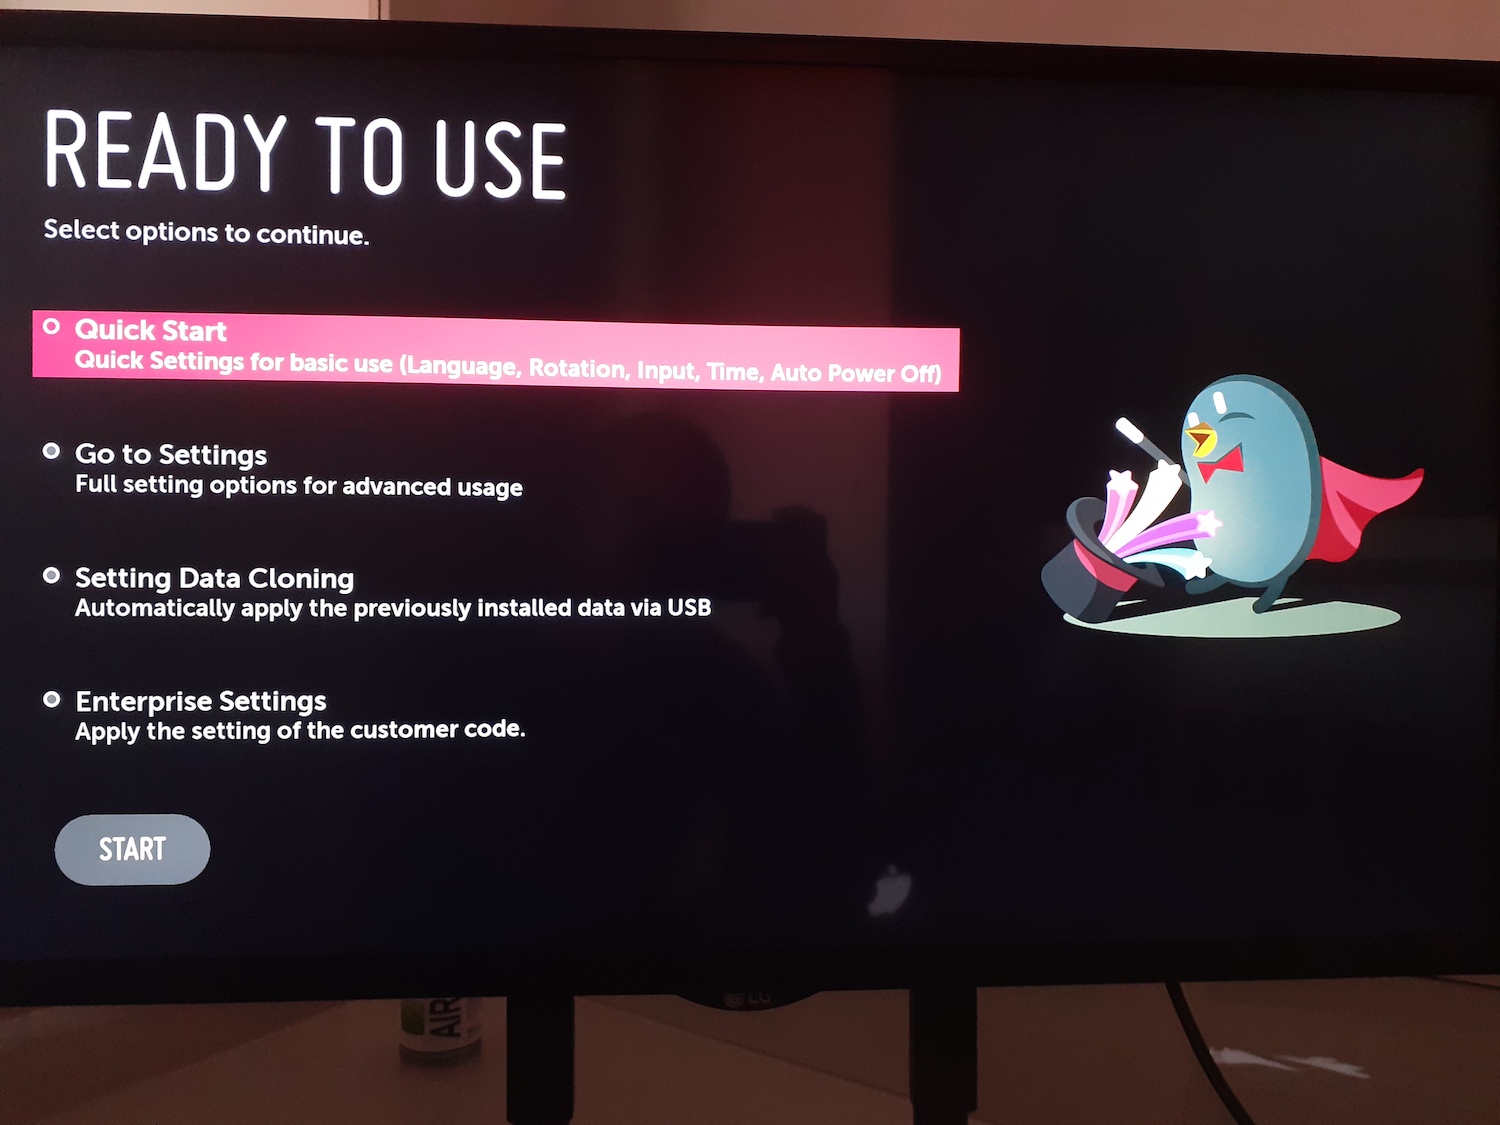 READY TO USE
Select options to continue.
Quick Start
Quick Settings for basic use (Language, Rotation, Input, Time, Auto Power Off)
Go to Settings
Full setting options for advanced usage
Setting Data Cloning
Automatically apply the previously installed data via USB
Enterprise Settings
Apply the setting of the customer code.
START
LG
AIR